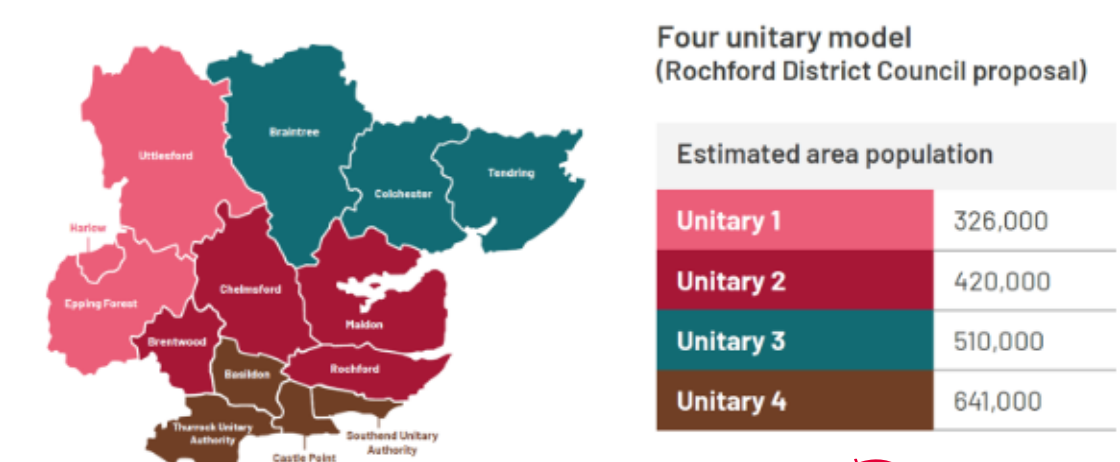 Four unitary model
(Rochford District Council proposal)
Estimated area population
Unitary 1 326,000
Unitary 2 420,000
Unitary 3 510,000
Unitary 4 641,000
Braintree
Uttlesford
Tendring
Colchester
Harlow
Chelmsford
Epping Forest
Maldon
Brentwood
Rochford
Basildon
Thurrock Unitary
Authority
Southend Unitary
Authority
Castle Point